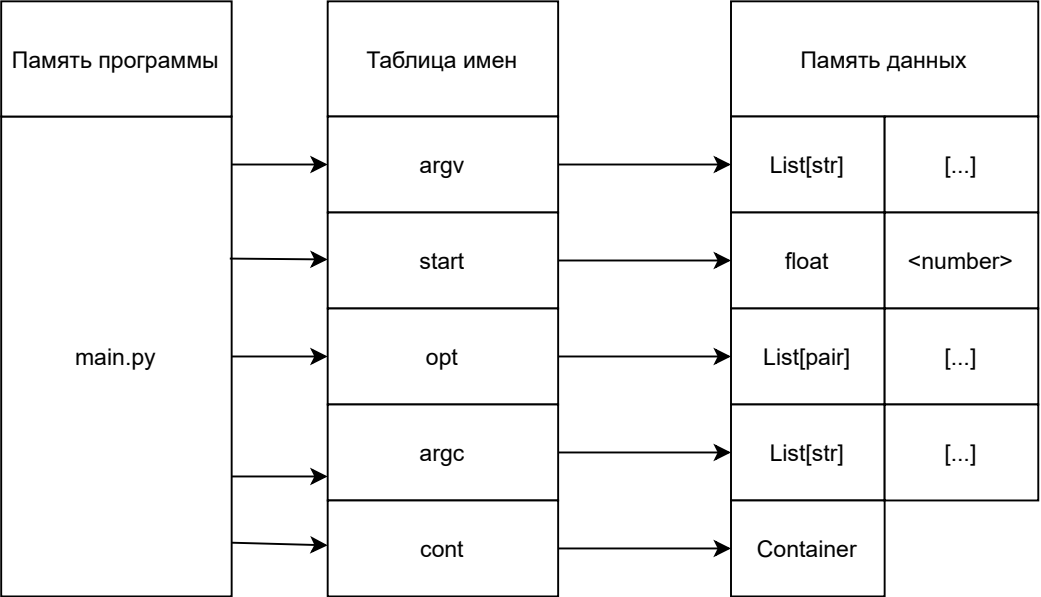 Память программы
Таблица имен
Память данных
main.py
argv
List[str]
[...]
start
float
<number>
opt
List[pair]
[...]
argc
List[str]
[...]
cont
Container